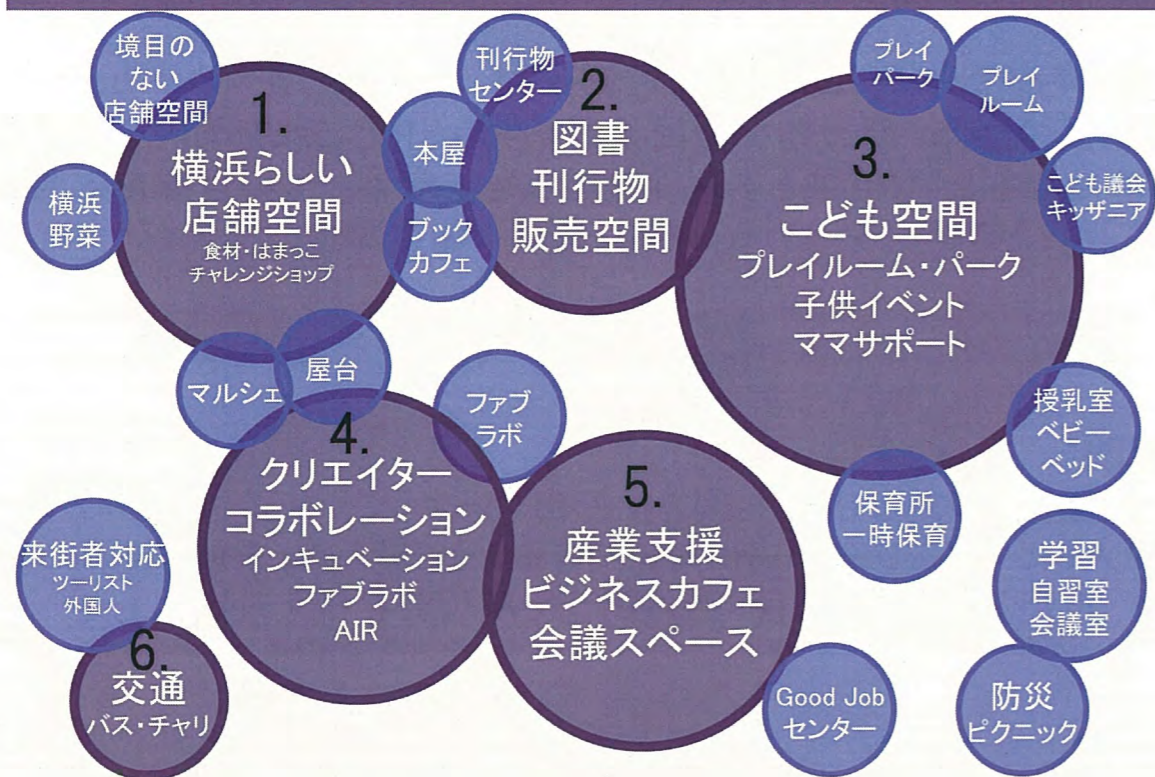 境目の
ない
店舗空間
1.
横浜らしい
店舗空間
食材・はまっこ
チャレンジショップ
横浜
野菜
本屋
ブック
カフェ
刊行物
センター
2.
図書
刊行物
販売空間
プレイ
パーク
プレイ
ルーム
3.
こども空間
プレイルーム・パーク
子供イベント
ママサポート
こども議会
キッザニア
授乳室
ベビー
ベッド
保育所
一時保育
マルシェ
屋台
ファブ
ラボ
4.
クリエイター
コラボレーション
インキュベーション
ファブラボ
AIR
5.
産業支援
ビジネスカフェ
会議スペース
Good Job
センター
学習
自習室
会議室
防災
ピクニック
来街者対応
ツーリスト
外国人
6.
交通
バス・チャリ